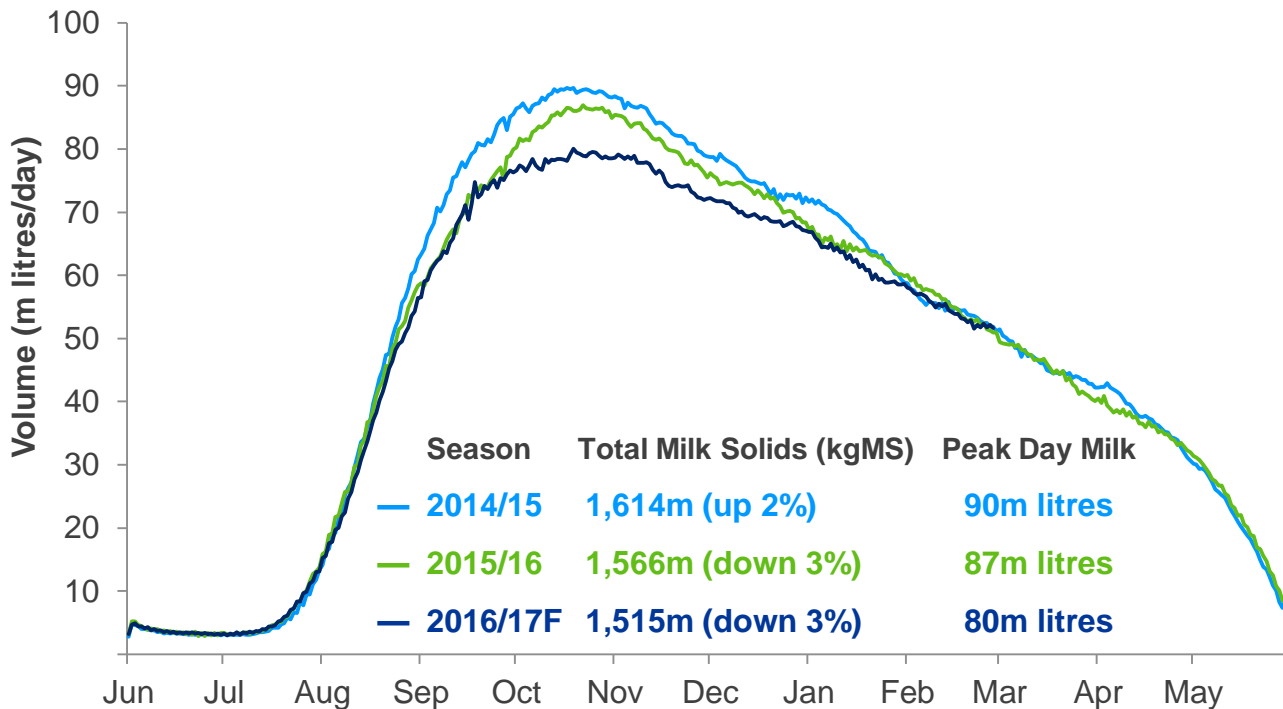 100
90
80
70
60
50
40
30
20
10
Volume (m litres/day)
Season Total Milk Solids (kgMS) Peak Day Milk
2014/15 1,614m (up 2%) 90m litres
2015/16 1,566m (down 3%) 87m litres
2016/17F 1,515m (down 3%) 80m litres
Jun Jul Aug Sep Oct Nov Dec Jan Feb Mar Apr May